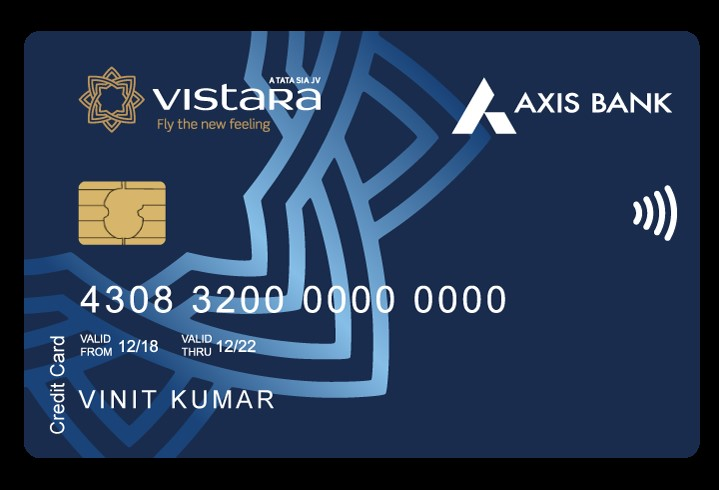 A TATA SIA JV
VISTARA
Fly the new feeling
AXIS BANK
4308 3200 0000 0000
VALID FROM 12/18 VALID THRU 12/22
VINIT KUMAR
Credit Card